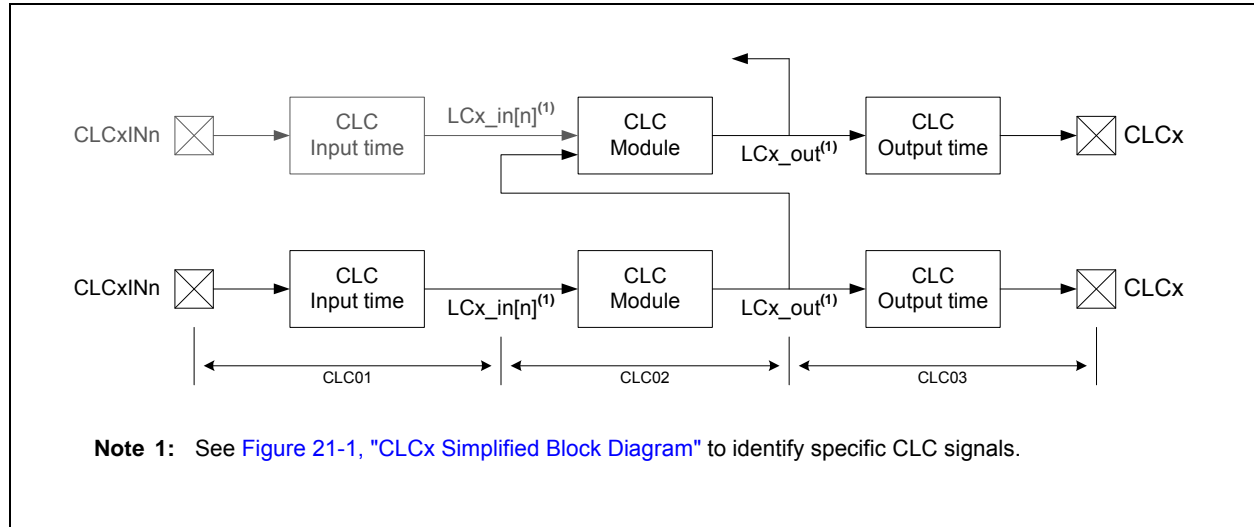 CLCxINn
CLC
Input time
LCx_in[n](1)
CLC
Module
LCx_out(1)
CLC
Output time
CLCx
CLCxINn
CLC
Input time
LCx_in[n](1)
CLC
Module
LCx_out(1)
CLC
Output time
CLCx
CLC01
CLC02
CLC03
Note 1: See Figure 21-1, "CLCx Simplified Block Diagram" to identify specific CLC signals.